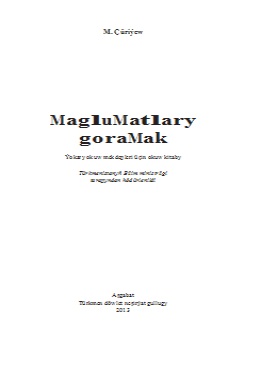 M. Çüriýew
MagluMatlary
goraMak
Ýokary okuw mekdepleri üçin okuw kitaby
Türkmenistanyň Bilim ministrligi
tarapyndan hödürlenildi
Aşgabat
Türkmen döwlet neşirýat gullugy
2013